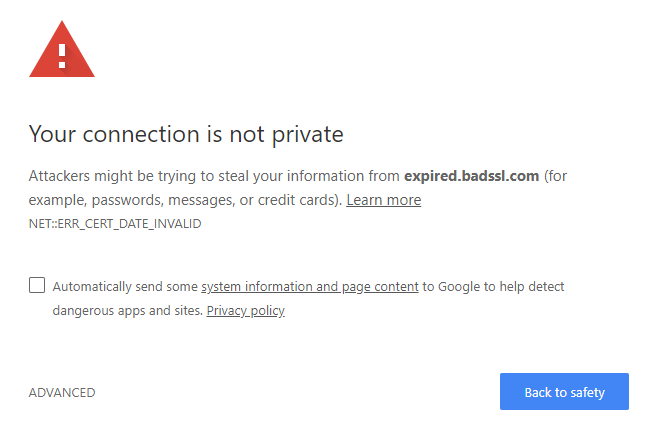 Your connection is not private
Attackers might be trying to steal your information from expired.badssl.com (for
example, passwords, messages, or credit cards). Learn more
NET::ERR_CERT_DATE_INVALID
Automatically send some system information and page content to Google to help detect
dangerous apps and sites. Privacy policy
ADVANCED
Back to safety